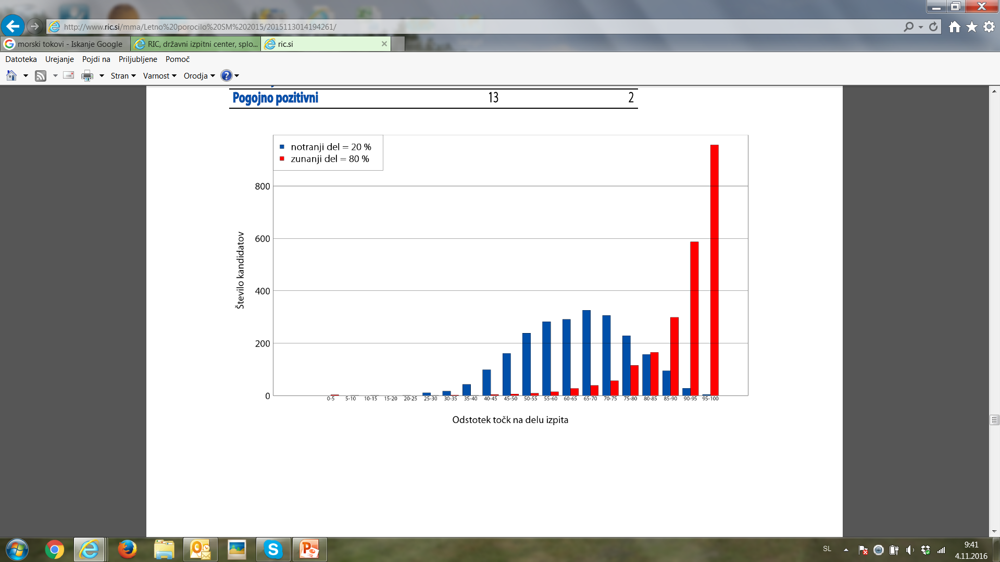 http://www.ric.si/mma/Letno%20porocilo%20SM%202015/2015113014194261/
morski tokovi - Iskanje Google
RIC, državni izpitni center, splo...
ric.si
Datoteka Urejanje Pojdi na Priljubljene Pomoč
Stran Varnost Orodja
Pogojno pozitivni 13 2
notranji del = 20 %
zunanji del = 80 %
800
600
400
200
0
Število kandidatov
0-5 5-10 10-15 15-20 20-25 25-30 30-35 35-40 40-45 45-50 50-55 55-60 60-65 65-70 70-75 75-80 80-85 85-90 90-95 95-100
Odstotek točk na delu izpita
SL
9:41
4.11.2016